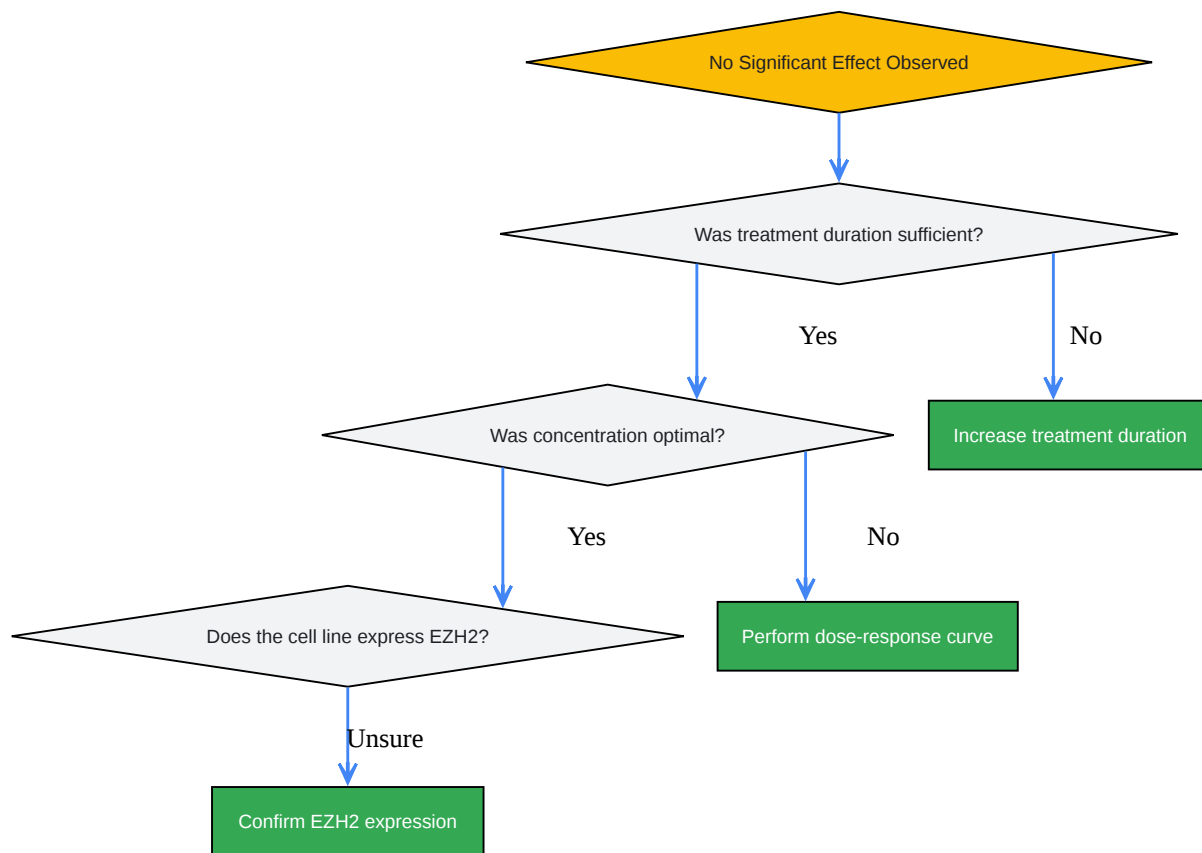 No Significant Effect Observed
Was treatment duration sufficient?
Yes
No
Was concentration optimal?
Increase treatment duration
Yes
No
Does the cell line express EZH2?
Perform dose-response curve
Unsure
Confirm EZH2 expression